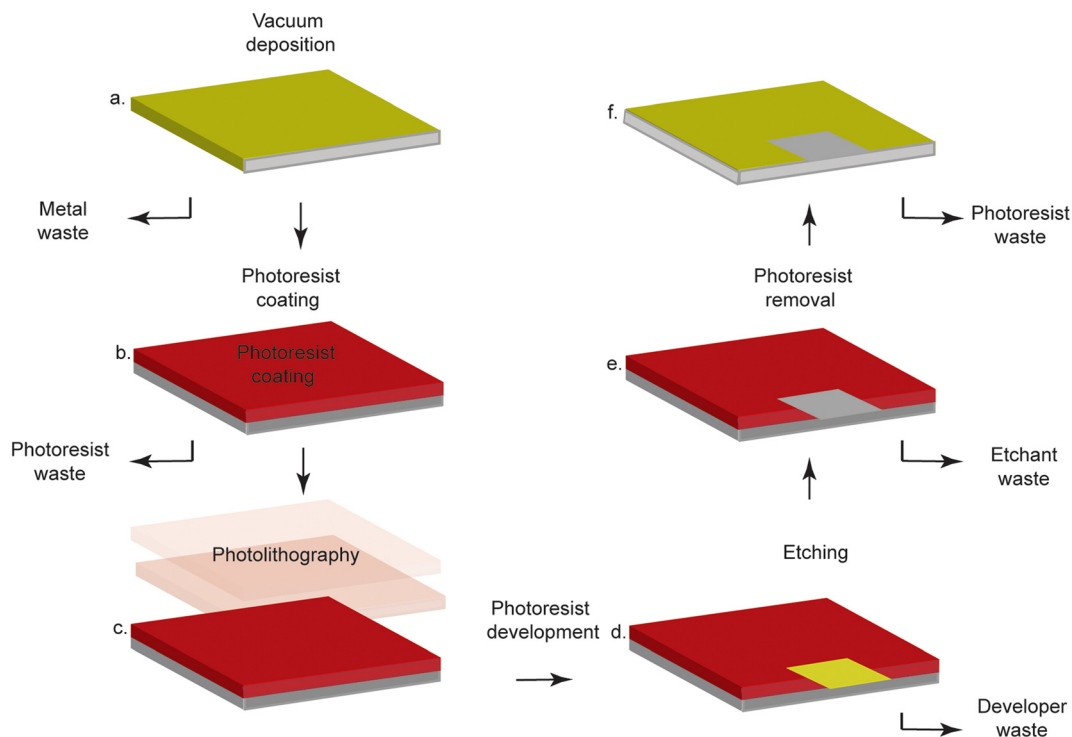 Vacuum
deposition
a.
Metal
waste
Photoresist
coating
b.
Photoresist
coating
Photoresist
waste
Photolithography
c.
Photoresist
development
d.
Developer
waste
Etching
e.
Etchant
waste
Photoresist
removal
f.
Photoresist
waste